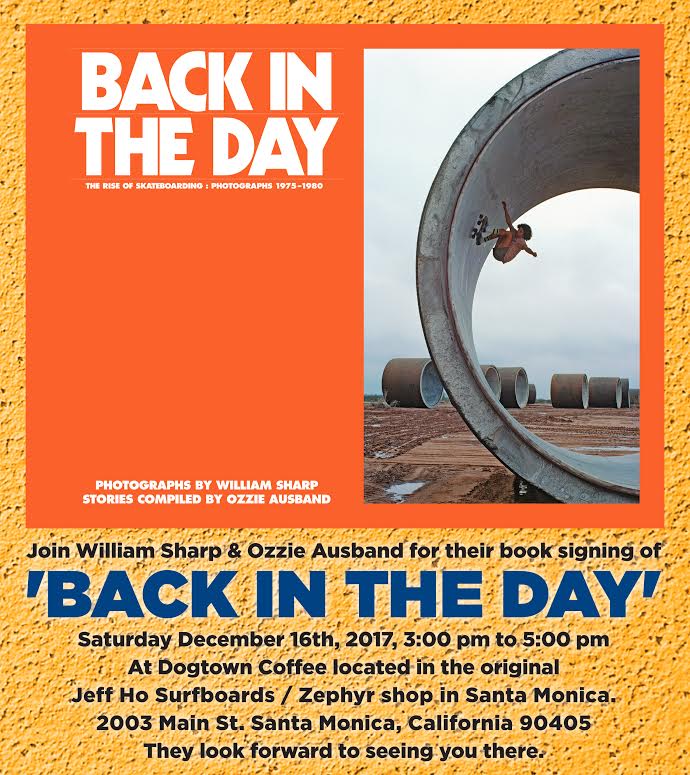 BACK IN
THE DAY
THE RISE OF SKATEBOARDING : PHOTOGRAPHS 1975–1980
PHOTOGRAPHS BY WILLIAM SHARP
STORIES COMPILED BY OZZIE AUSBAND
Join William Sharp & Ozzie Ausband for their book signing of
'BACK IN THE DAY'
Saturday December 16th, 2017, 3:00 pm to 5:00 pm
At Dogtown Coffee located in the original
Jeff Ho Surfboards / Zephyr shop in Santa Monica.
2003 Main St. Santa Monica, California 90405
They look forward to seeing you there.